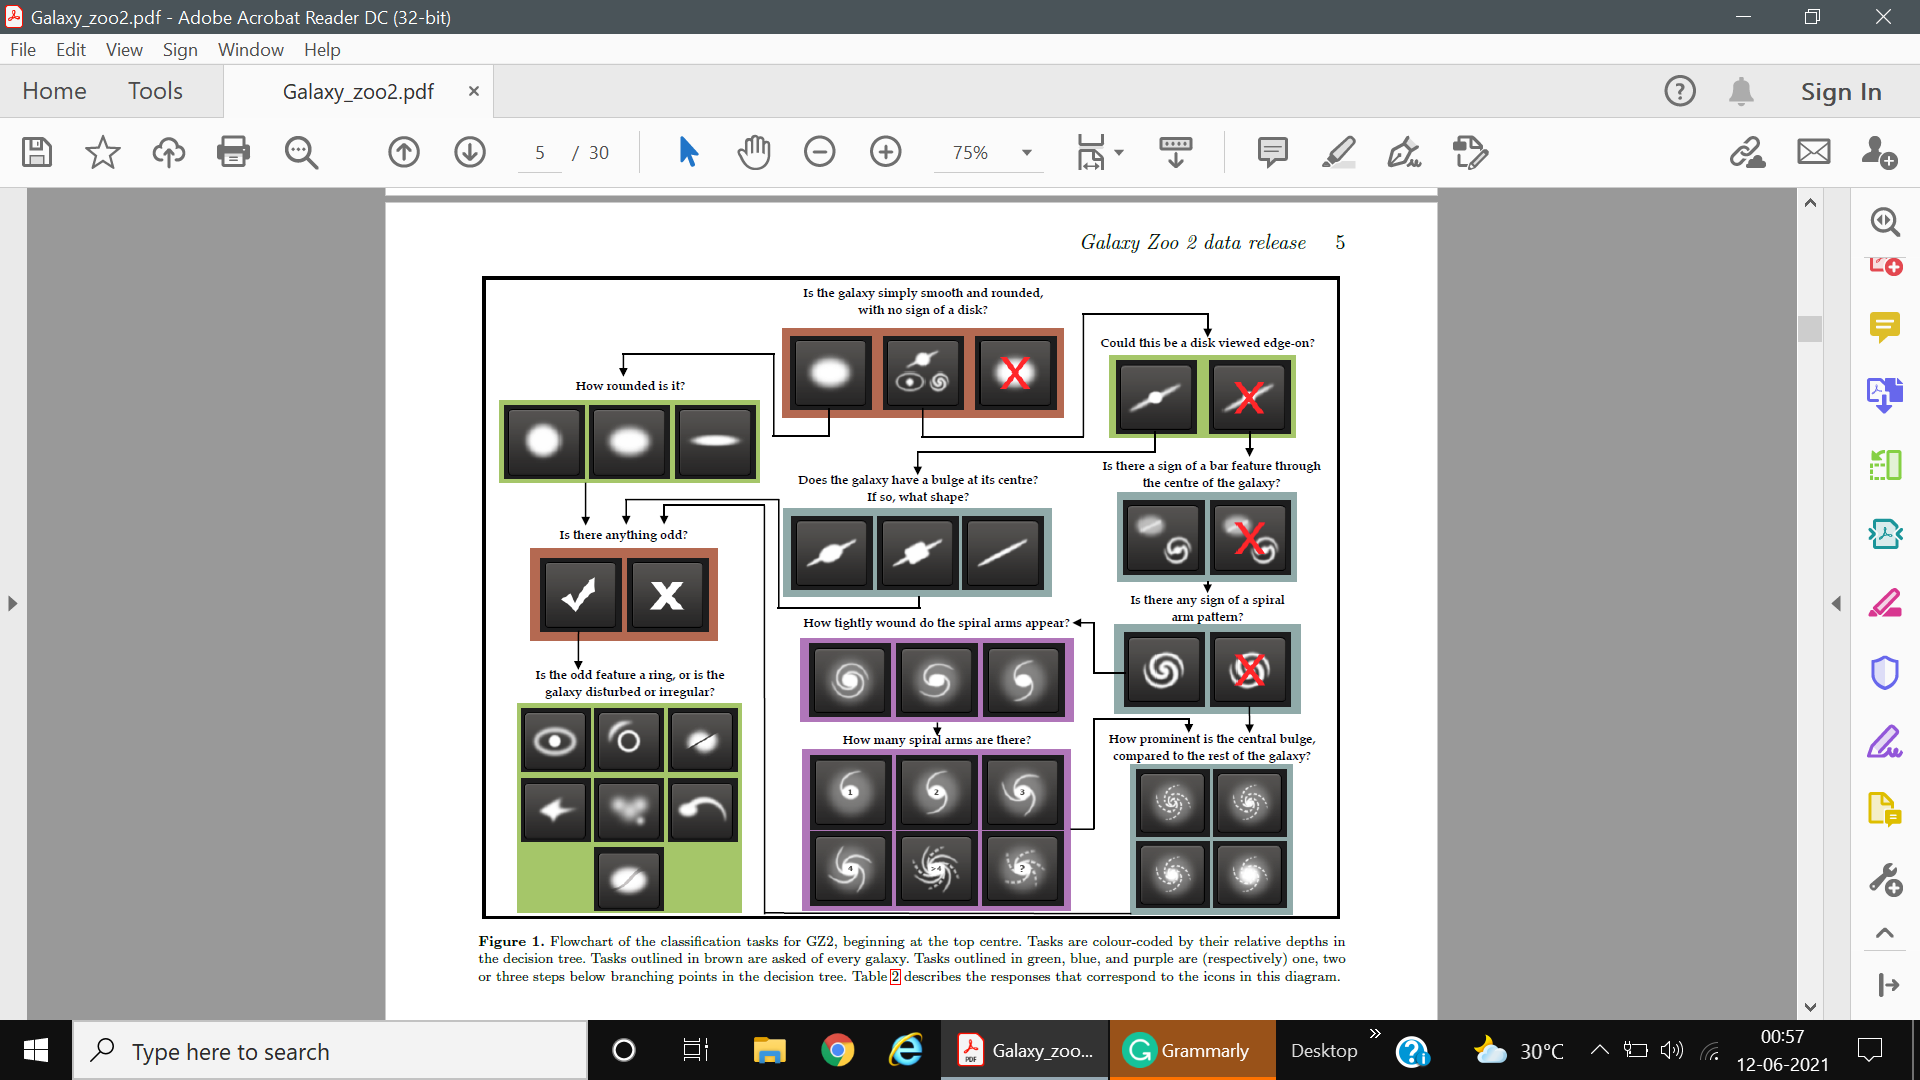 Galaxy_zoo2.pdf - Adobe Acrobat Reader DC (32-bit)
File Edit View Sign Window Help
Home Tools Galaxy_zoo2.pdf × Sign In
5 / 30 75%
Galaxy Zoo 2 data release 5
Is the galaxy simply smooth and rounded,
with no sign of a disk?
Could this be a disk viewed edge-on?
How rounded is it?
Is there a sign of a bar feature through
the centre of the galaxy?
Does the galaxy have a bulge at its centre?
If so, what shape?
Is there anything odd?
Is there any sign of a spiral
arm pattern?
How tightly wound do the spiral arms appear?
Is the odd feature a ring, or is the
galaxy disturbed or irregular?
How many spiral arms are there?
How prominent is the central bulge,
compared to the rest of the galaxy?
1 2 3
4 >4 ?
Figure 1. Flowchart of the classification tasks for GZ2, beginning at the top centre. Tasks are colour-coded by their relative depths in
the decision tree. Tasks outlined in brown are asked of every galaxy. Tasks outlined in green, blue, and purple are (respectively) one, two
or three steps below branching points in the decision tree. Table 2 describes the responses that correspond to the icons in this diagram.
Type here to search
Galaxy_zoo...
Grammarly
Desktop
30°C
00:57
12-06-2021